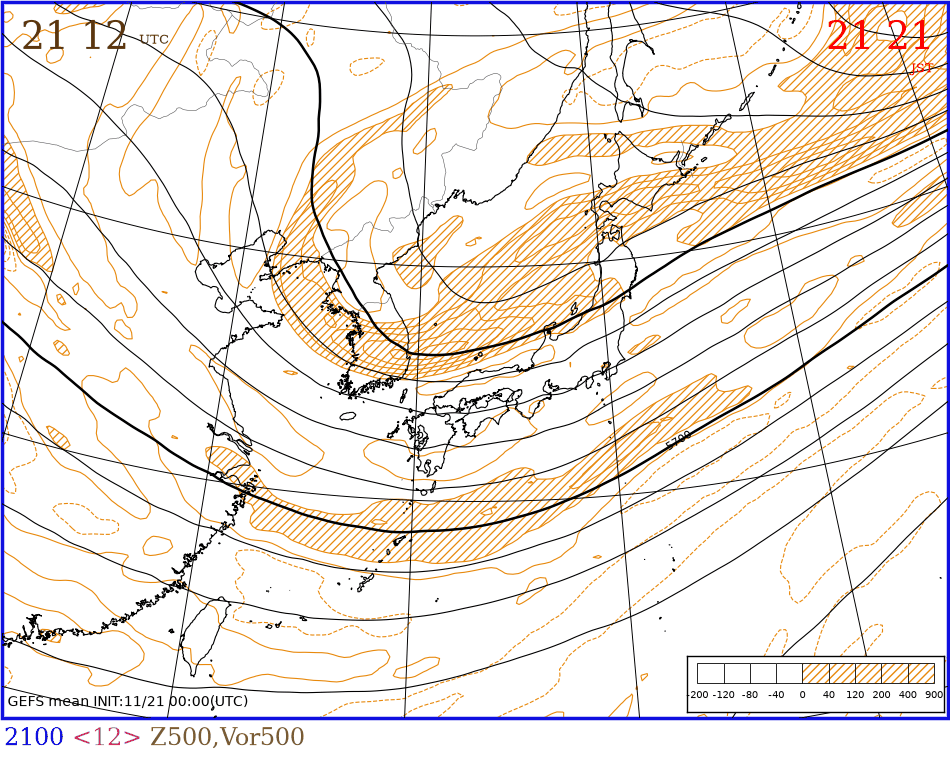 21 12 UTC
21 21
JST
5700
GEFS mean INIT:11/21 00:00(UTC)
-200 -120 -80 -40 0 40 120 200 400 900
2100 <12> Z500,Vor500